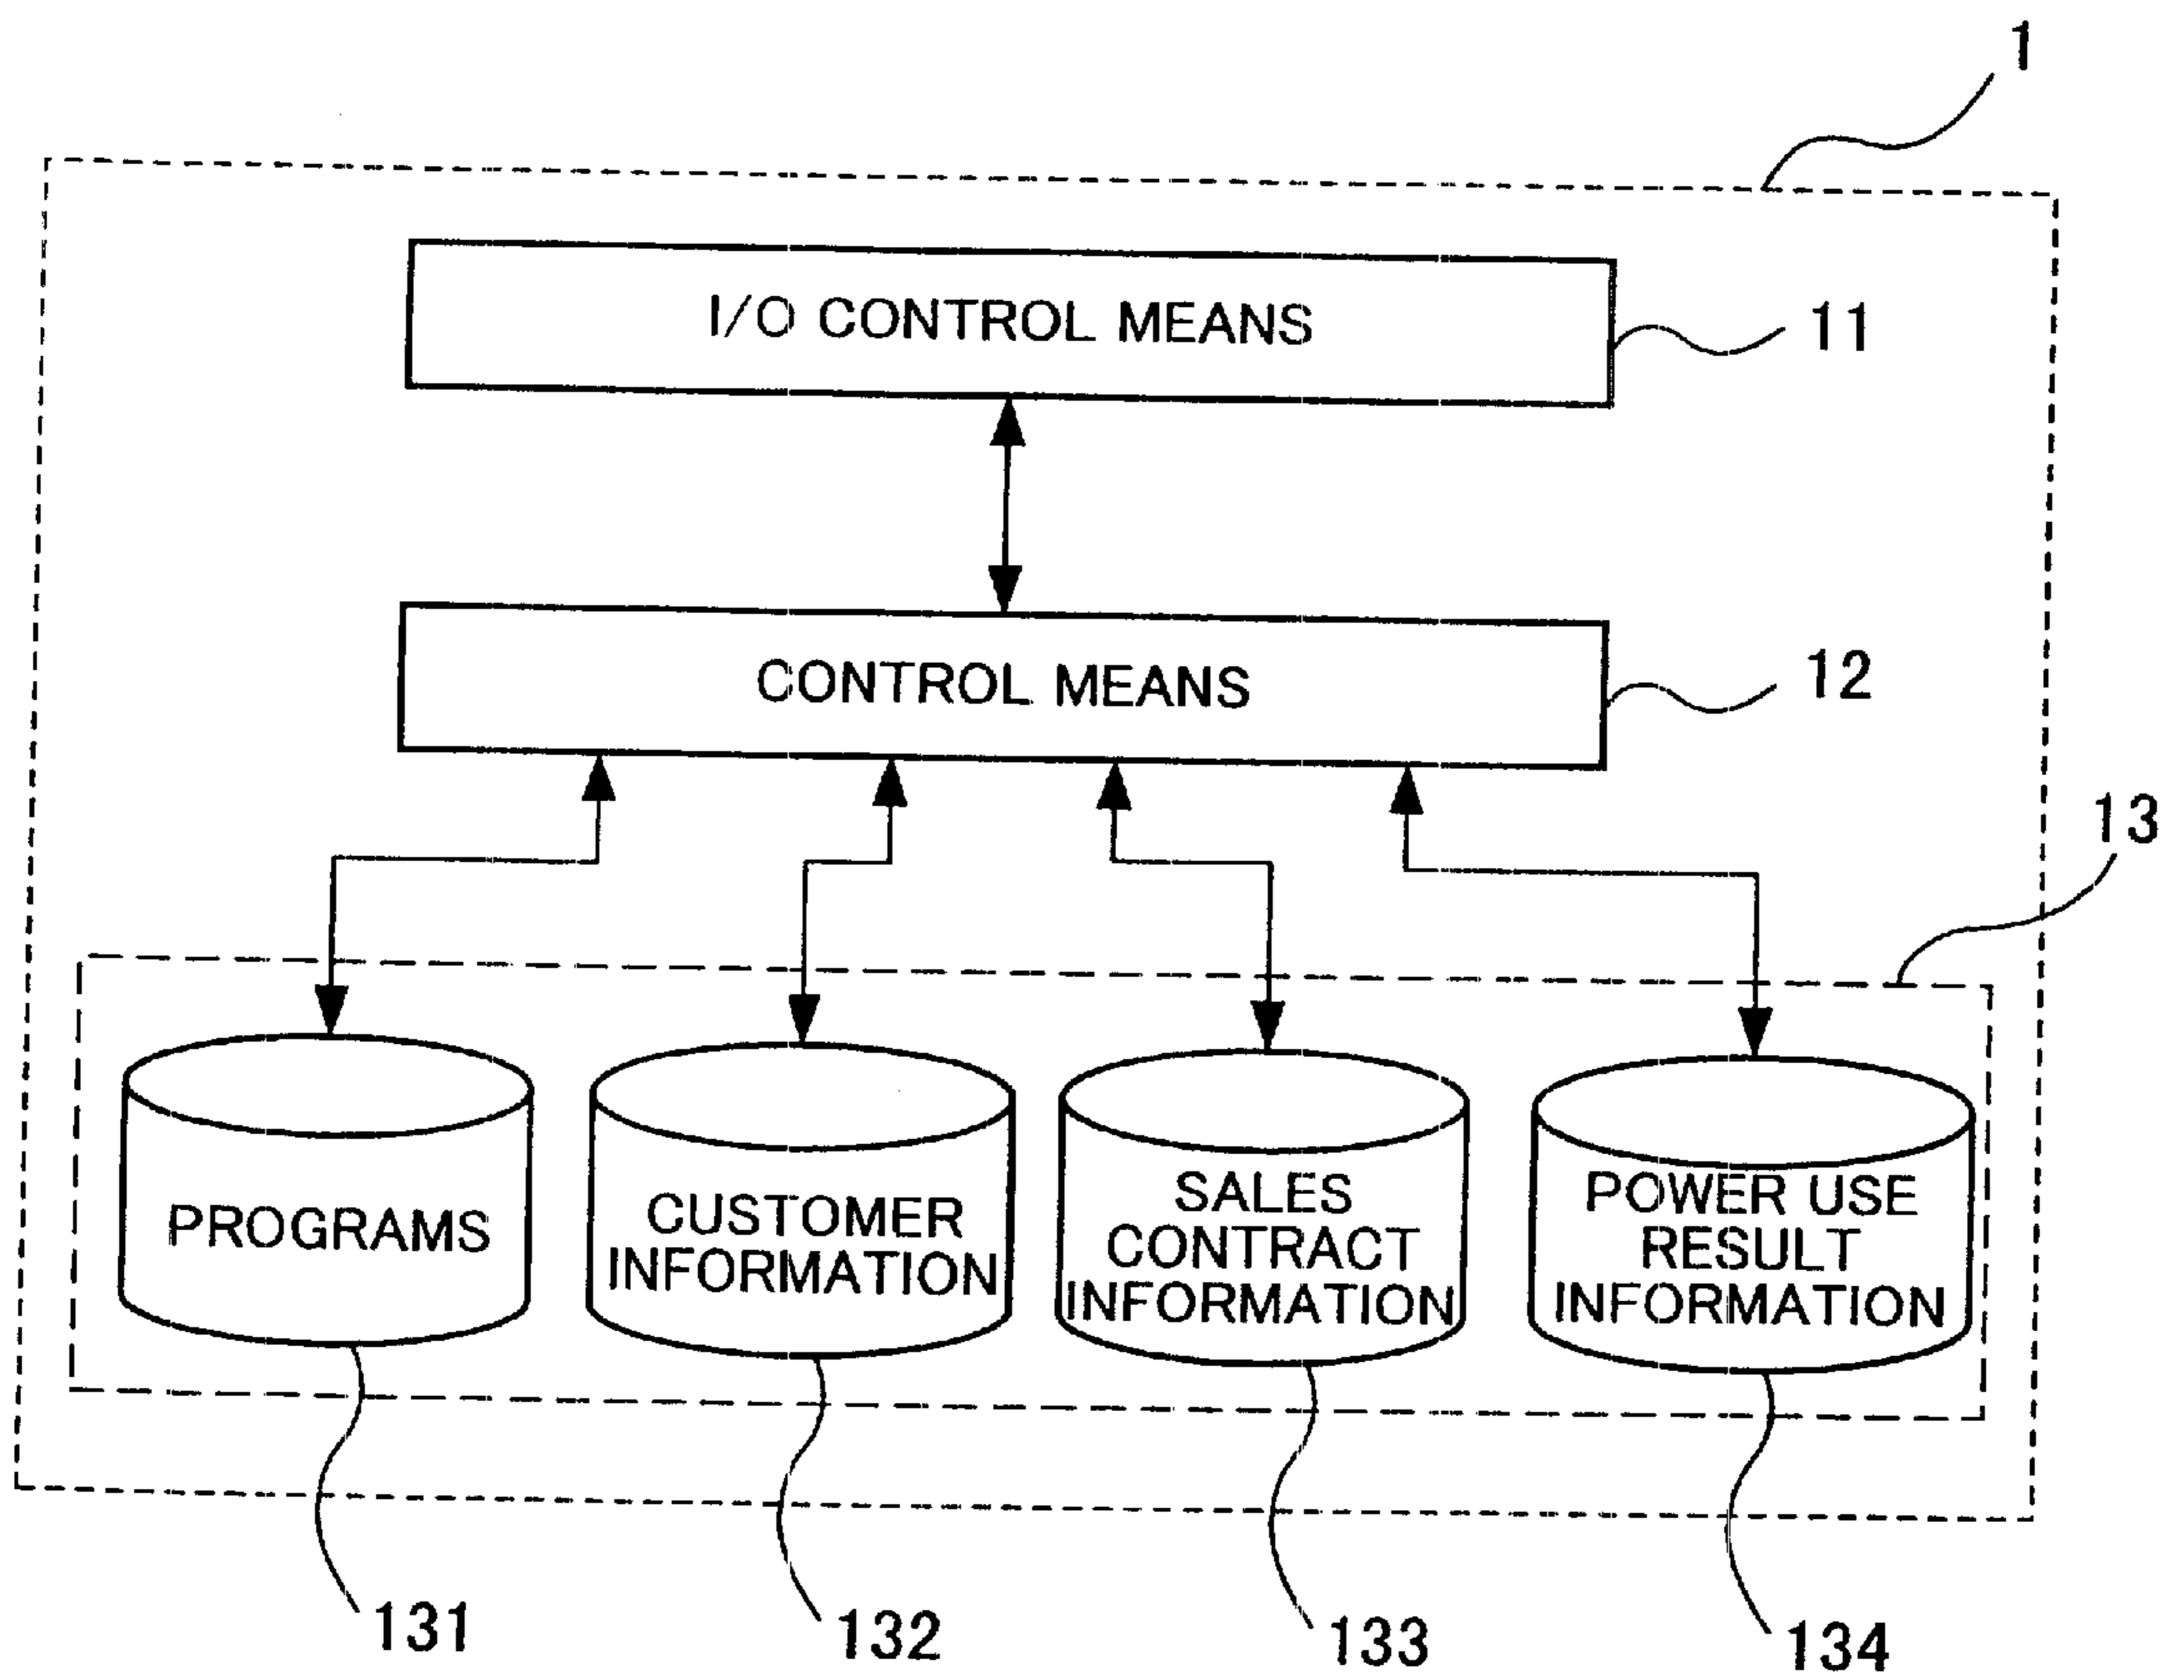 1
I/O CONTROL MEANS
11
CONTROL MEANS
12
13
PROGRAMS
CUSTOMER
INFORMATION
SALES
CONTRACT
INFORMATION
POWER USE
RESULT
INFORMATION
131
132
133
134